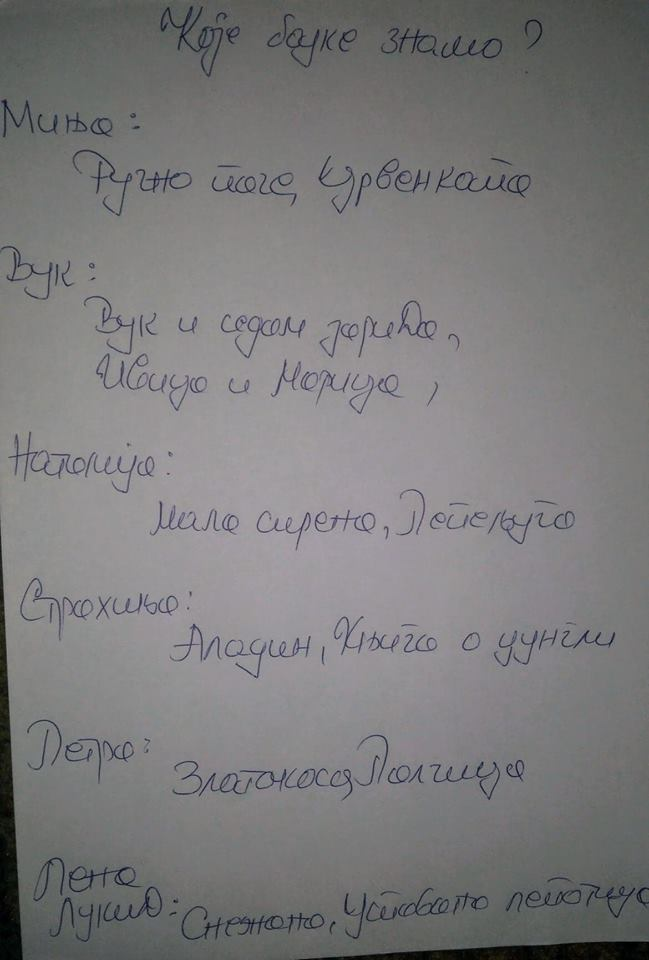 Које бајке знамо?
Миња:
Ружно паче, Црвенкапа
Вук:
Вук и седам јарића,
Ивица и Марица,
Наталија:
Мала сирена, Пепељуга
Страхиња:
Аладин, Књига о џунгли
Петра:
Златокоса, Палчица
Лена
Лукић: Снежана, Успавана лепотица